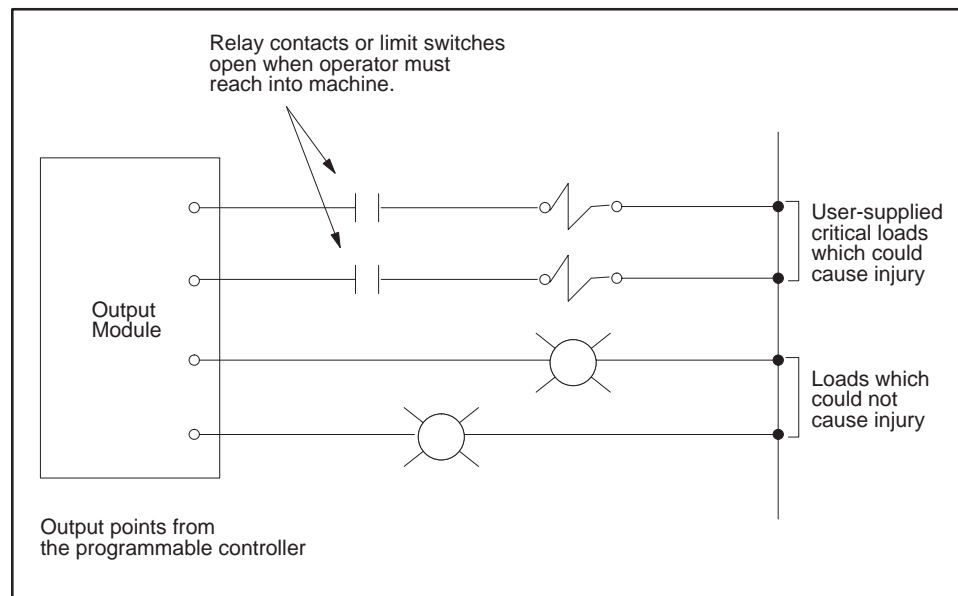 Relay contacts or limit switches
open when operator must
reach into machine.
User-supplied
critical loads
which could
cause injury
Output
Module
Loads which
could not
cause injury
Output points from
the programmable controller